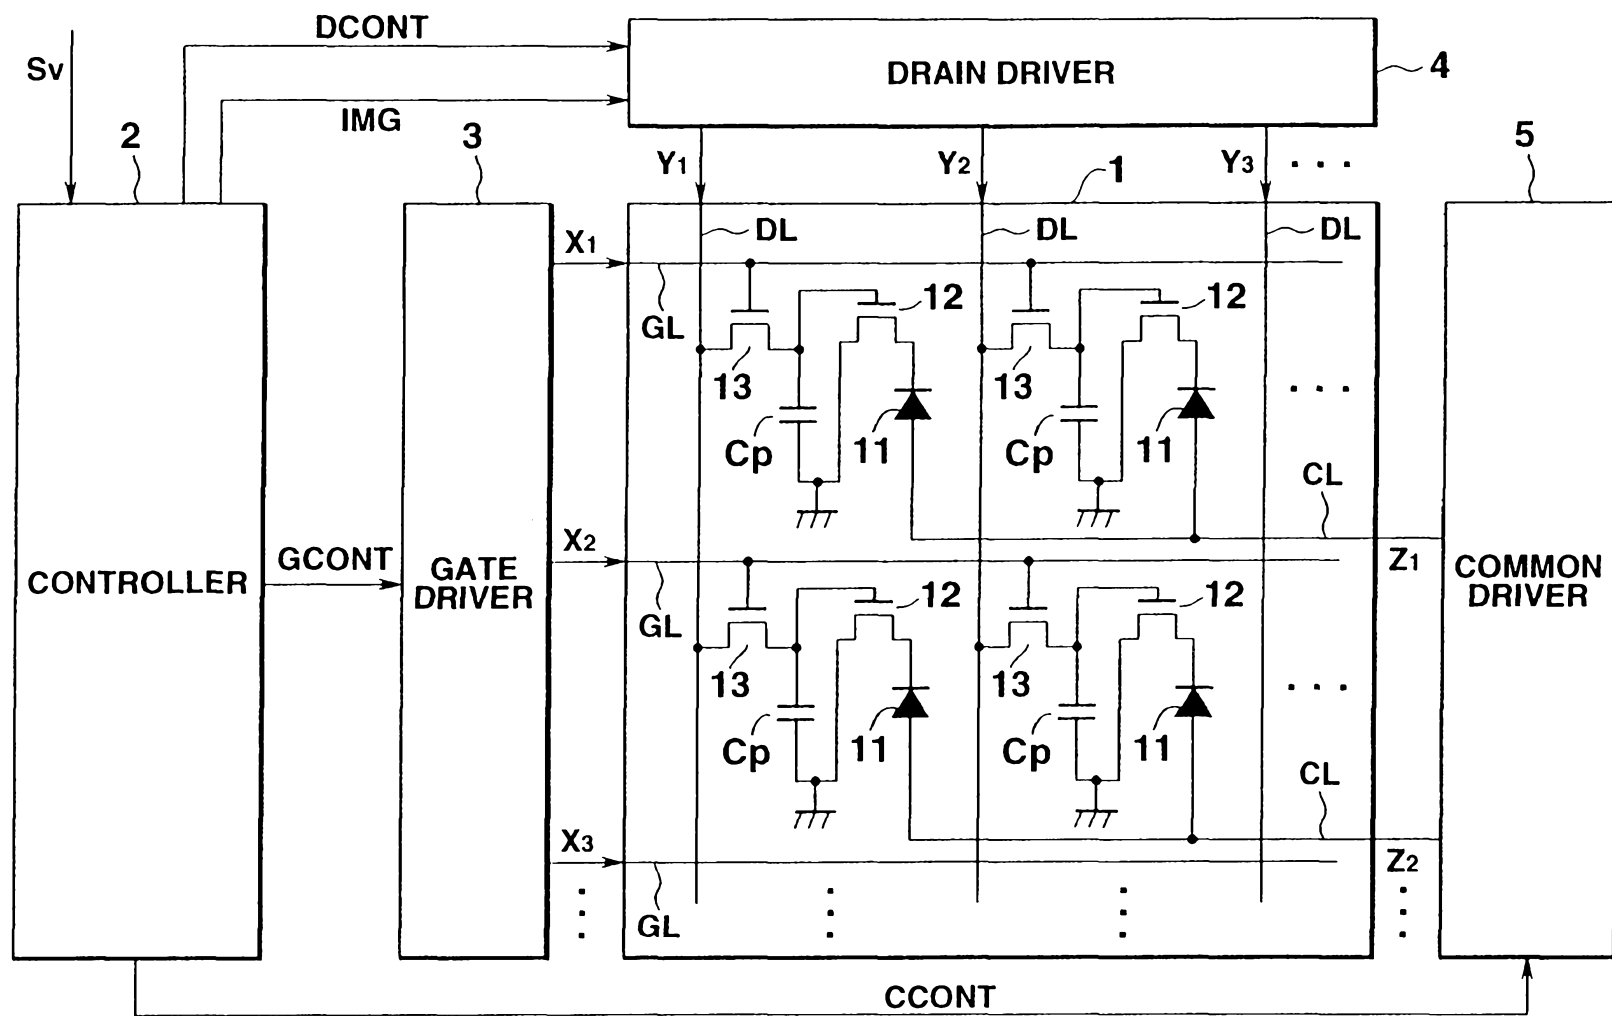 DCONT
Sv
DRAIN DRIVER
4
IMG
2
3
Y1
Y2
Y3
. . .
1
5
X1
DL
DL
DL
GL
12
12
13
13
. . .
Cp
11
Cp
11
CL
X2
Z1
GCONT
CONTROLLER
GATE
DRIVER
COMMON
DRIVER
GL
12
12
13
13
. . .
Cp
11
Cp
11
CL
X3
Z2
GL
CCONT